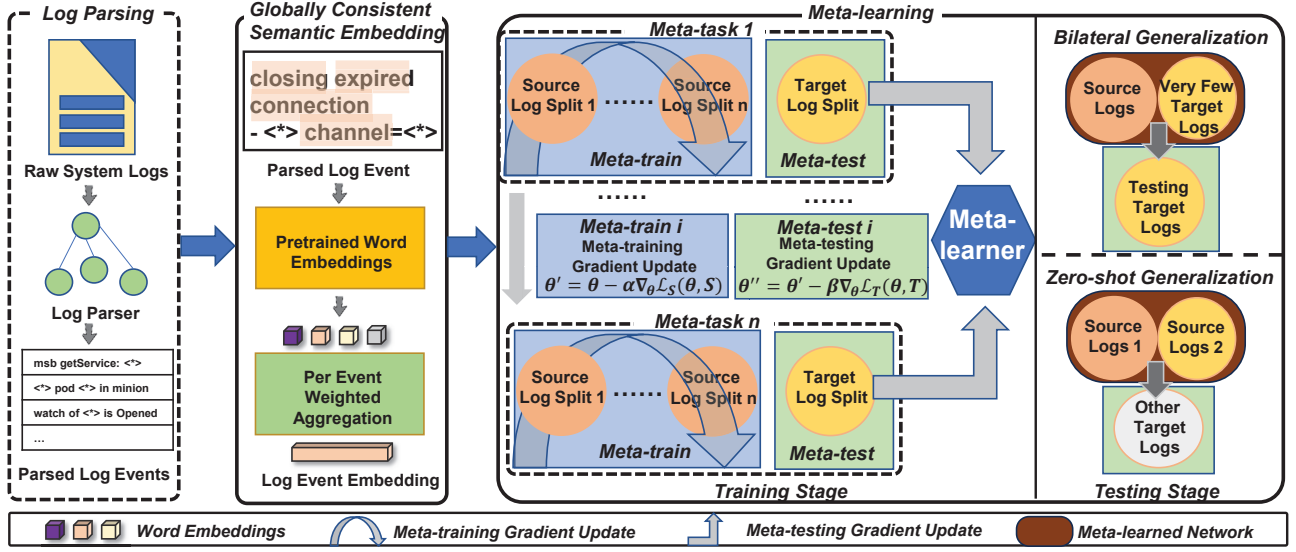 Log Parsing
Raw System Logs
Log Parser
msb getService: <*>
<*> pod <*> in minion
watch of <*> is Opened
...
Parsed Log Events
Globally Consistent
Semantic Embedding
closing expired
connection
- <*> channel=<*>
Parsed Log Event
Pretrained Word
Embeddings
Per Event
Weighted
Aggregation
Log Event Embedding
Meta-learning
Meta-task 1
Source
Log Split 1
......
Source
Log Split n
Meta-train
Target
Log Split
Meta-test
......
......
Meta-train i
Meta-training
Gradient Update
θ′ = θ − α∇θℒS(θ, S)
Meta-test i
Meta-testing
Gradient Update
θ′′ = θ′ − β∇θℒT(θ, T)
Meta-task n
Source
Log Split 1
......
Source
Log Split n
Meta-train
Target
Log Split
Meta-test
Meta-
learner
Training Stage
Bilateral Generalization
Source
Logs
Very Few
Target
Logs
Testing
Target
Logs
Zero-shot Generalization
Source
Logs 1
Source
Logs 2
Other
Target
Logs
Testing Stage
Word Embeddings
Meta-training Gradient Update
Meta-testing Gradient Update
Meta-learned Network